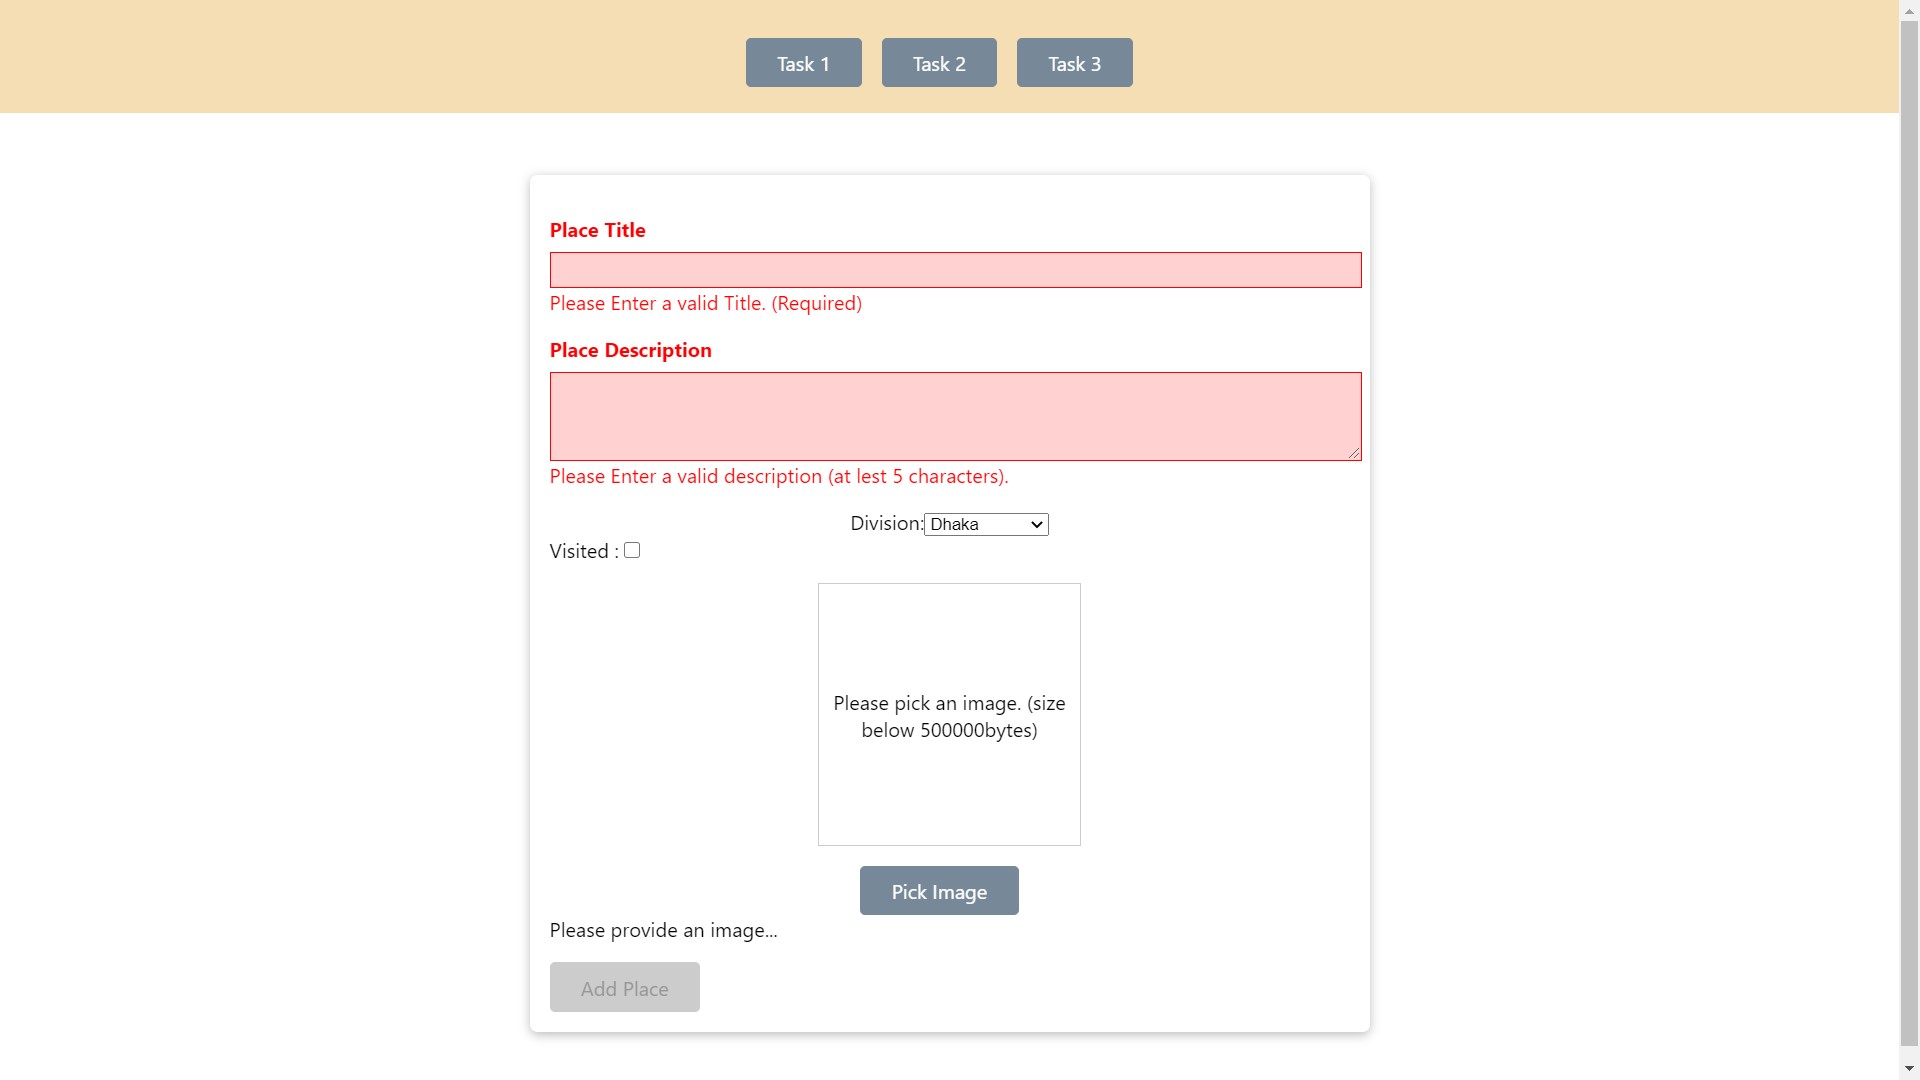 Task 1 Task 2 Task 3
Place Title
Please Enter a valid Title. (Required)
Place Description
Please Enter a valid description (at lest 5 characters).
Division: Dhaka
Visited :
Please pick an image. (size
below 500000bytes)
Pick Image
Please provide an image...
Add Place